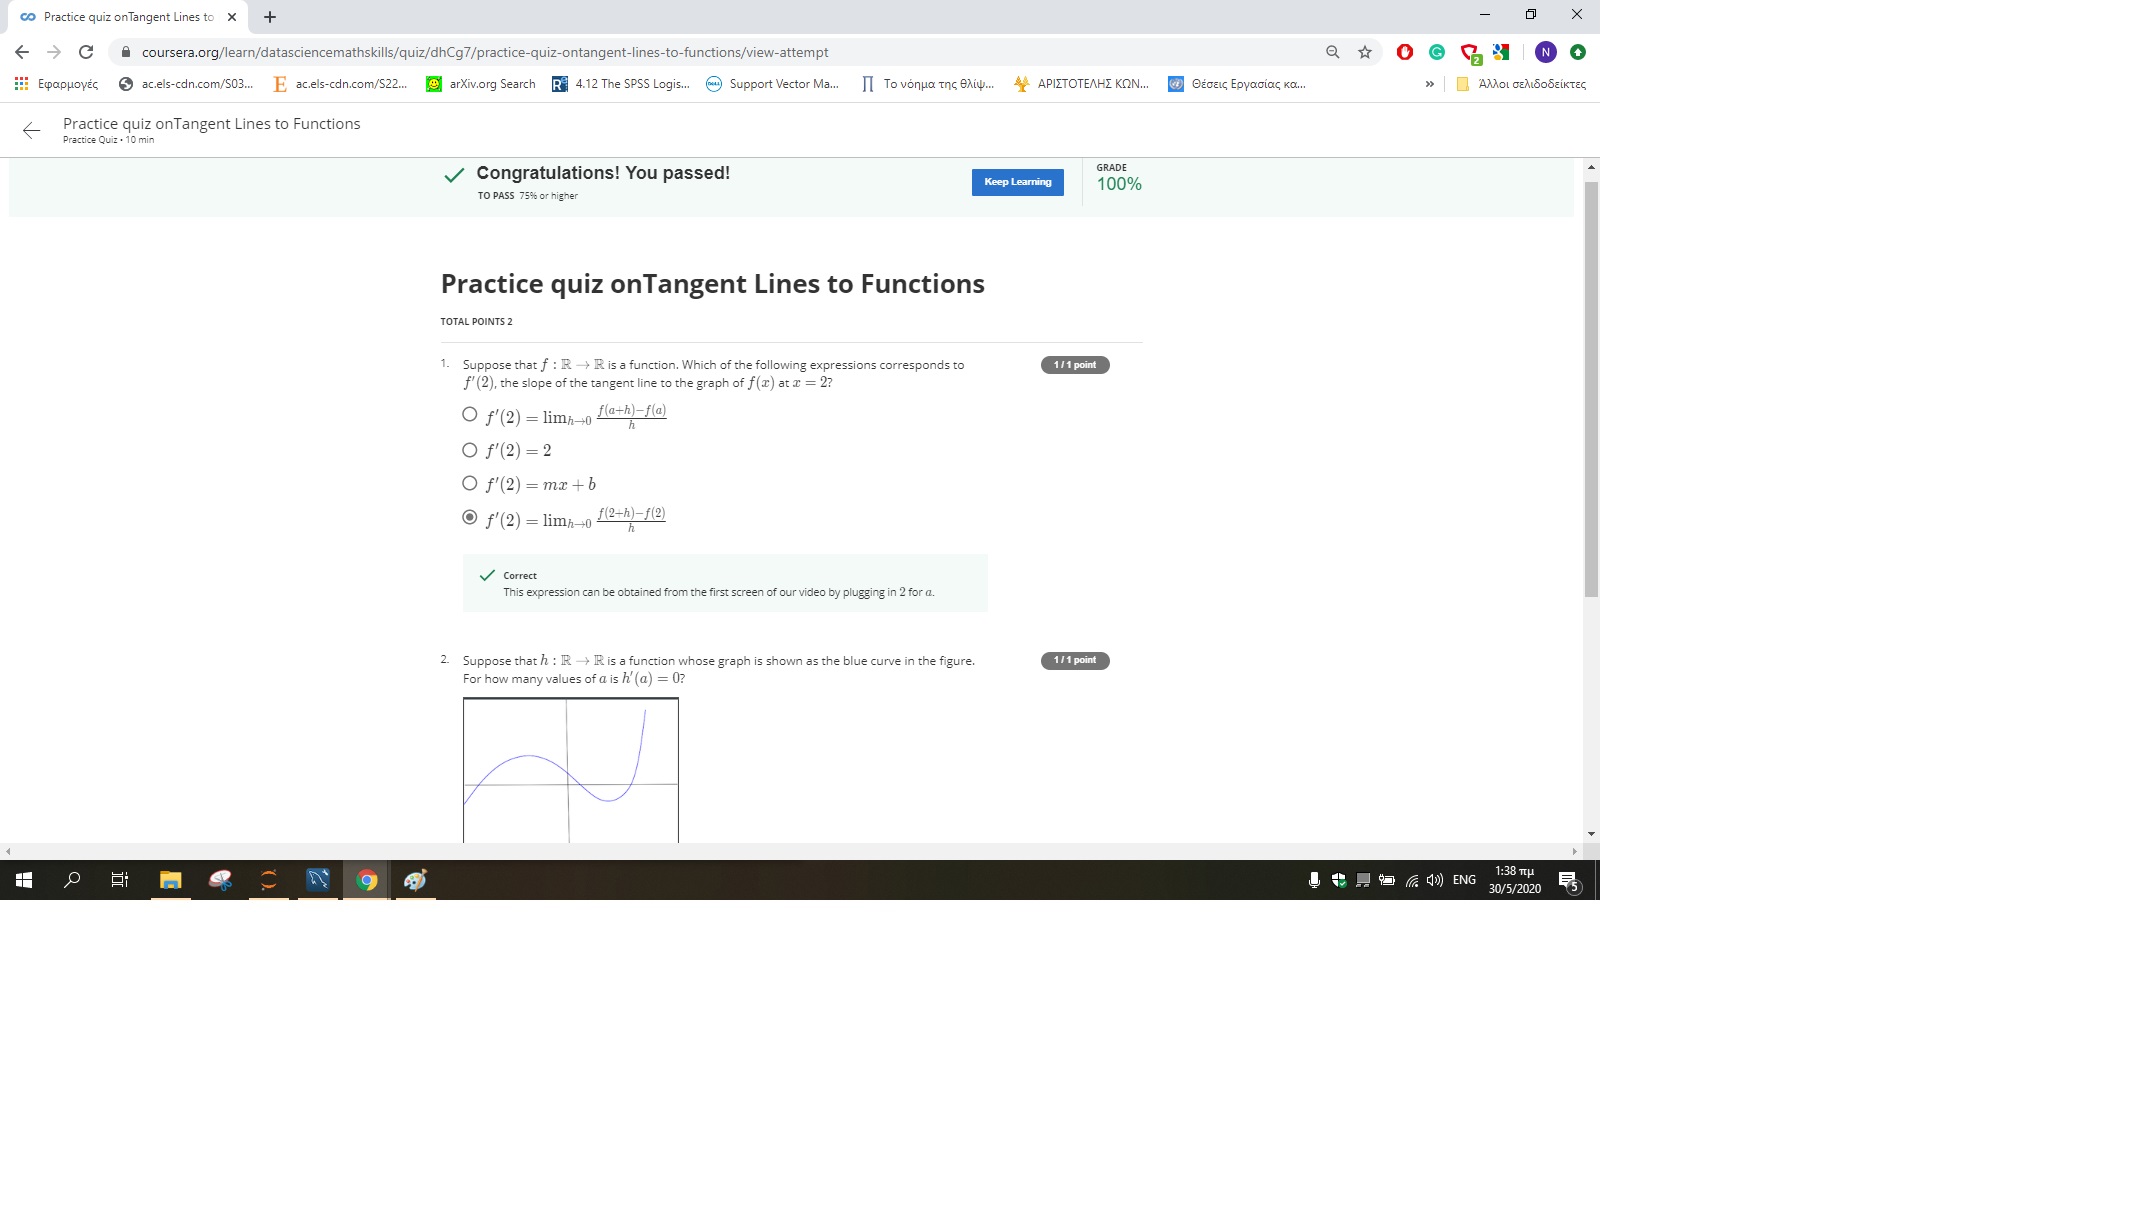 Practice quiz onTangent Lines to
coursera.org/learn/datasciencemathskills/quiz/dhCg7/practice-quiz-ontangent-lines-to-functions/view-attempt
2
N
Εφαρμογές
ac.els-cdn.com/S03...
ac.els-cdn.com/S22...
arXiv.org Search
4.12 The SPSS Logis...
Support Vector Ma...
Το νόημα της θλίψ...
ΑΡΙΣΤΟΤΕΛΗΣ ΚΩΝ...
Θέσεις Εργασίας κα...
»
Άλλοι σελιδοδείκτες
Practice quiz onTangent Lines to Functions
Practice Quiz • 10 min
Congratulations! You passed!
TO PASS 75% or higher
Keep Learning
GRADE
100%
Practice quiz onTangent Lines to Functions
TOTAL POINTS 2
1. Suppose that f : ℝ → ℝ is a function. Which of the following expressions corresponds to
f′(2), the slope of the tangent line to the graph of f(x) at x = 2?
1 / 1 point
f′(2) = lim_{h→0} \frac{f(a+h)−f(a)}{h}
f′(2) = 2
f′(2) = mx + b
f′(2) = lim_{h→0} \frac{f(2+h)−f(2)}{h}
Correct
This expression can be obtained from the first screen of our video by plugging in 2 for a.
2. Suppose that h : ℝ → ℝ is a function whose graph is shown as the blue curve in the figure.
For how many values of a is h′(a) = 0?
1 / 1 point
ENG
1:38 πμ
30/5/2020
5